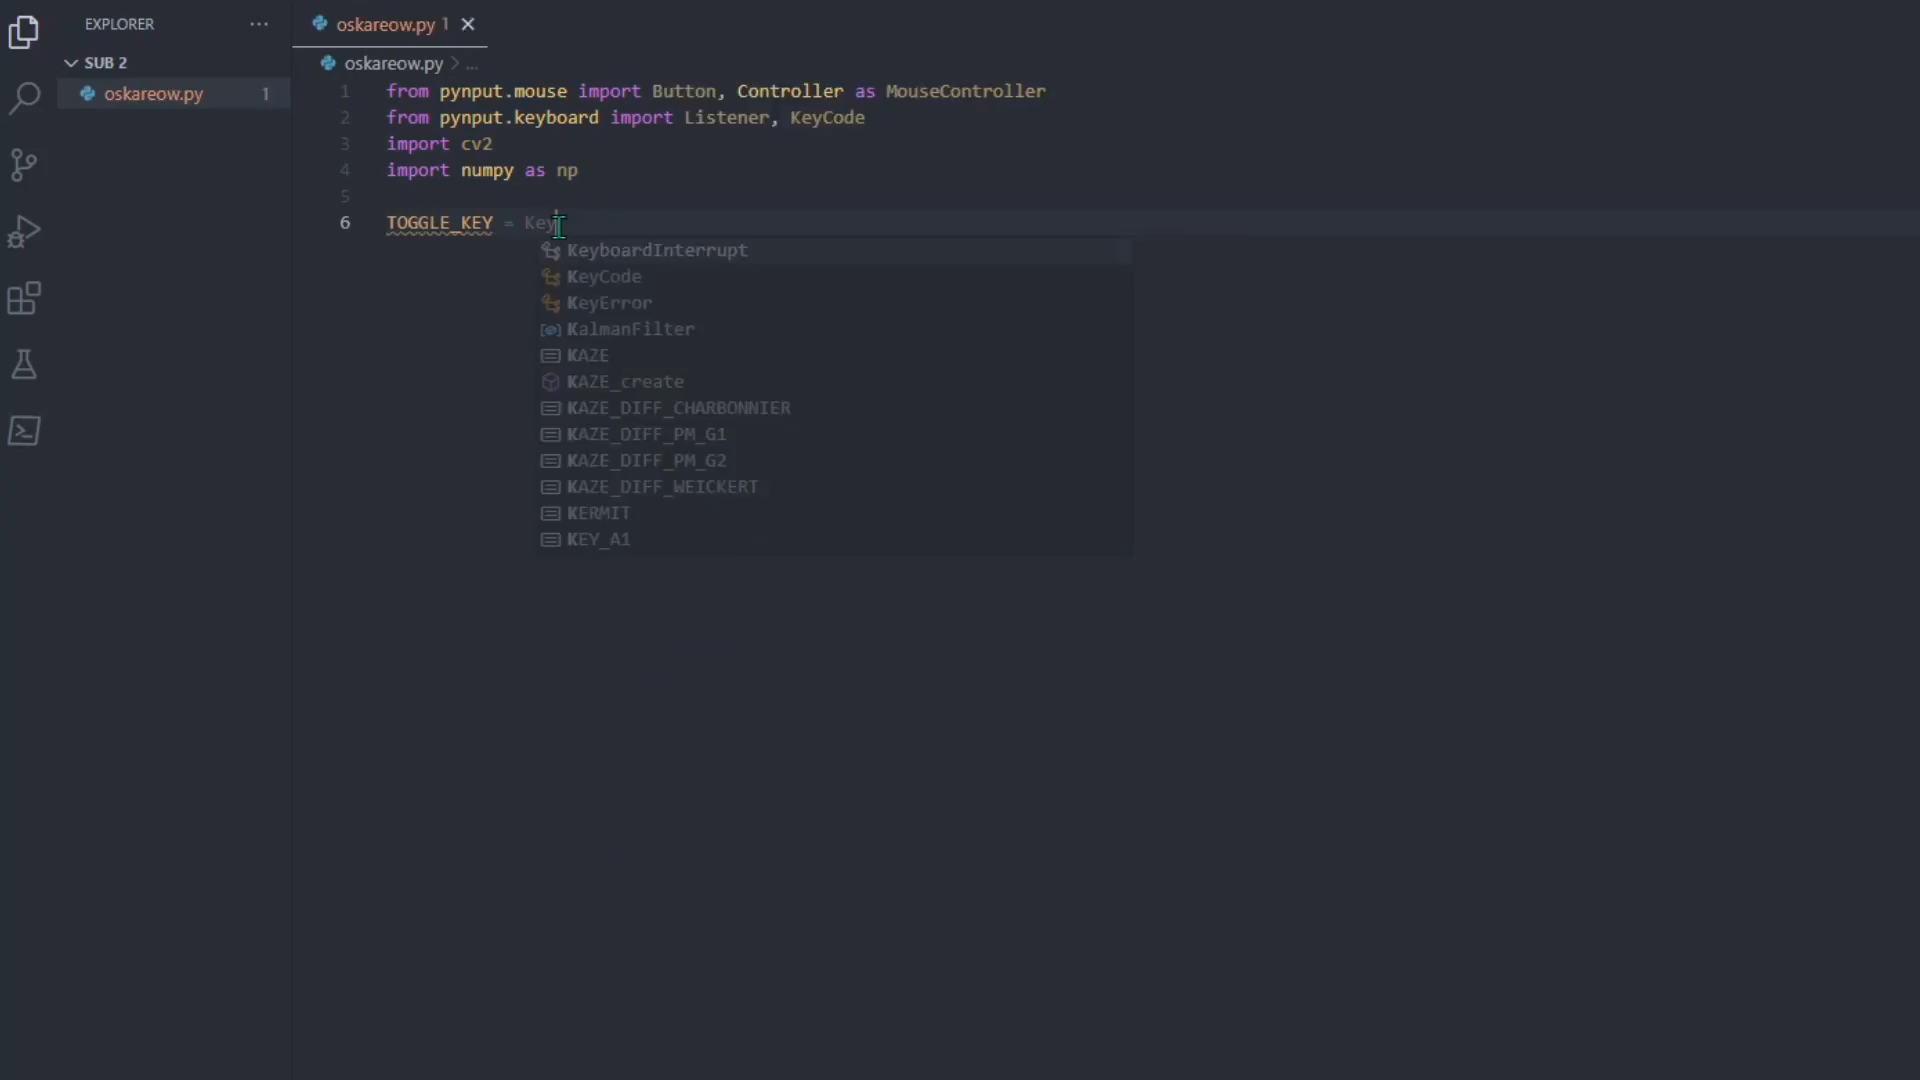 EXPLORER ...
oskareow.py 1
SUB 2
oskareow.py 1
oskareow.py > ...
1 from pynput.mouse import Button, Controller as MouseController
2 from pynput.keyboard import Listener, KeyCode
3 import cv2
4 import numpy as np
5
6 TOGGLE_KEY = Key
KeyboardInterrupt
KeyCode
KeyError
KalmanFilter
KAZE
KAZE_create
KAZE_DIFF_CHARBONNIER
KAZE_DIFF_PM_G1
KAZE_DIFF_PM_G2
KAZE_DIFF_WEICKERT
KERMIT
KEY_A1